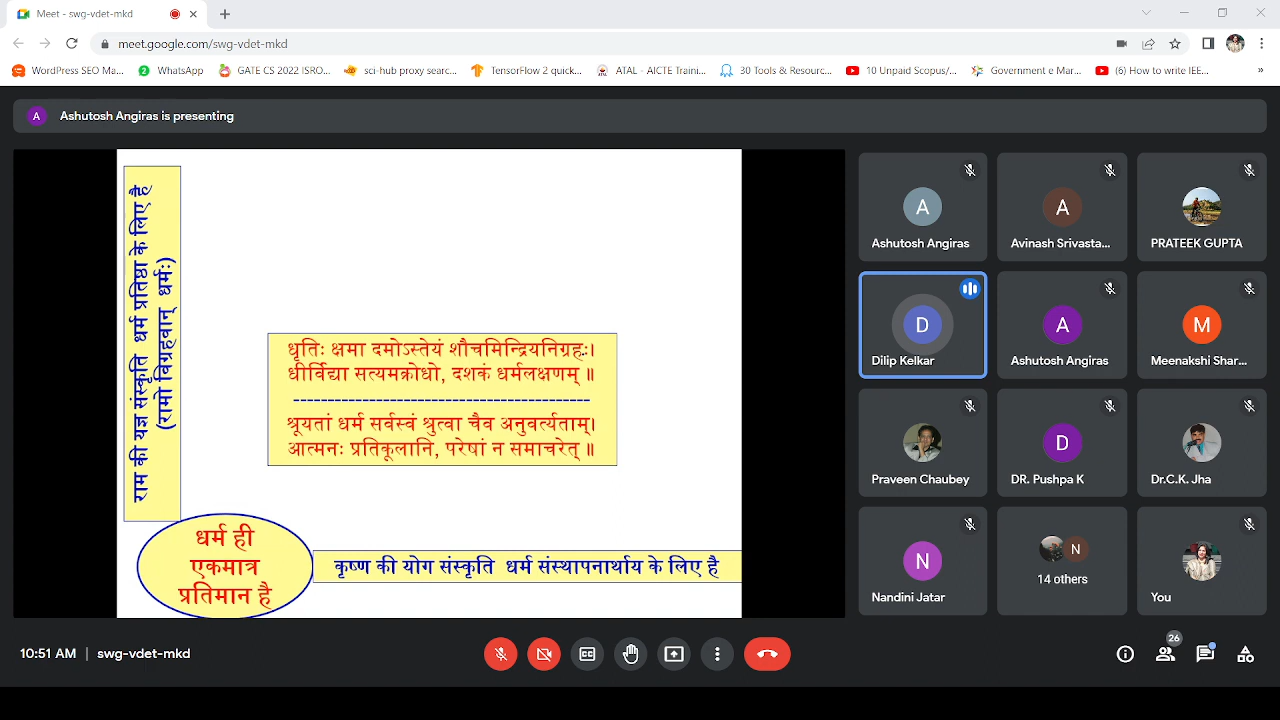 Meet - swg-vdet-mkd
meet.google.com/swg-vdet-mkd
WordPress SEO Ma...
2 WhatsApp
GATE CS 2022 ISRO...
sci-hub proxy searc...
TensorFlow 2 quick...
ATAL - AICTE Traini...
30 Tools & Resourc...
10 Unpaid Scopus/...
Government e Mar...
(6) How to write IEE...
»
A Ashutosh Angiras is presenting
राम की यज्ञ संस्कृति धर्म प्रतिष्ठा के लिए है
(रामो विग्रहवान् धर्मः)
धृतिः क्षमा दमोऽस्तेयं शौचमिन्द्रियनिग्रहः।
धीर्विद्या सत्यमक्रोधो, दशकं धर्मलक्षणम् ॥
-------------------------------------------
श्रूयतां धर्म सर्वस्वं श्रुत्वा चैव अनुवर्त्यताम्।
आत्मनः प्रतिकूलानि, परेषां न समाचरेत् ॥
धर्म ही
एकमात्र
प्रतिमान है
कृष्ण की योग संस्कृति धर्म संस्थापनार्थाय के लिए है
A
Ashutosh Angiras
A
Avinash Srivasta...
PRATEEK GUPTA
D
Dilip Kelkar
A
Ashutosh Angiras
M
Meenakshi Shar...
Praveen Chaubey
D
DR. Pushpa K
Dr.C.K. Jha
N
Nandini Jatar
N
14 others
You
10:51 AM | swg-vdet-mkd
26